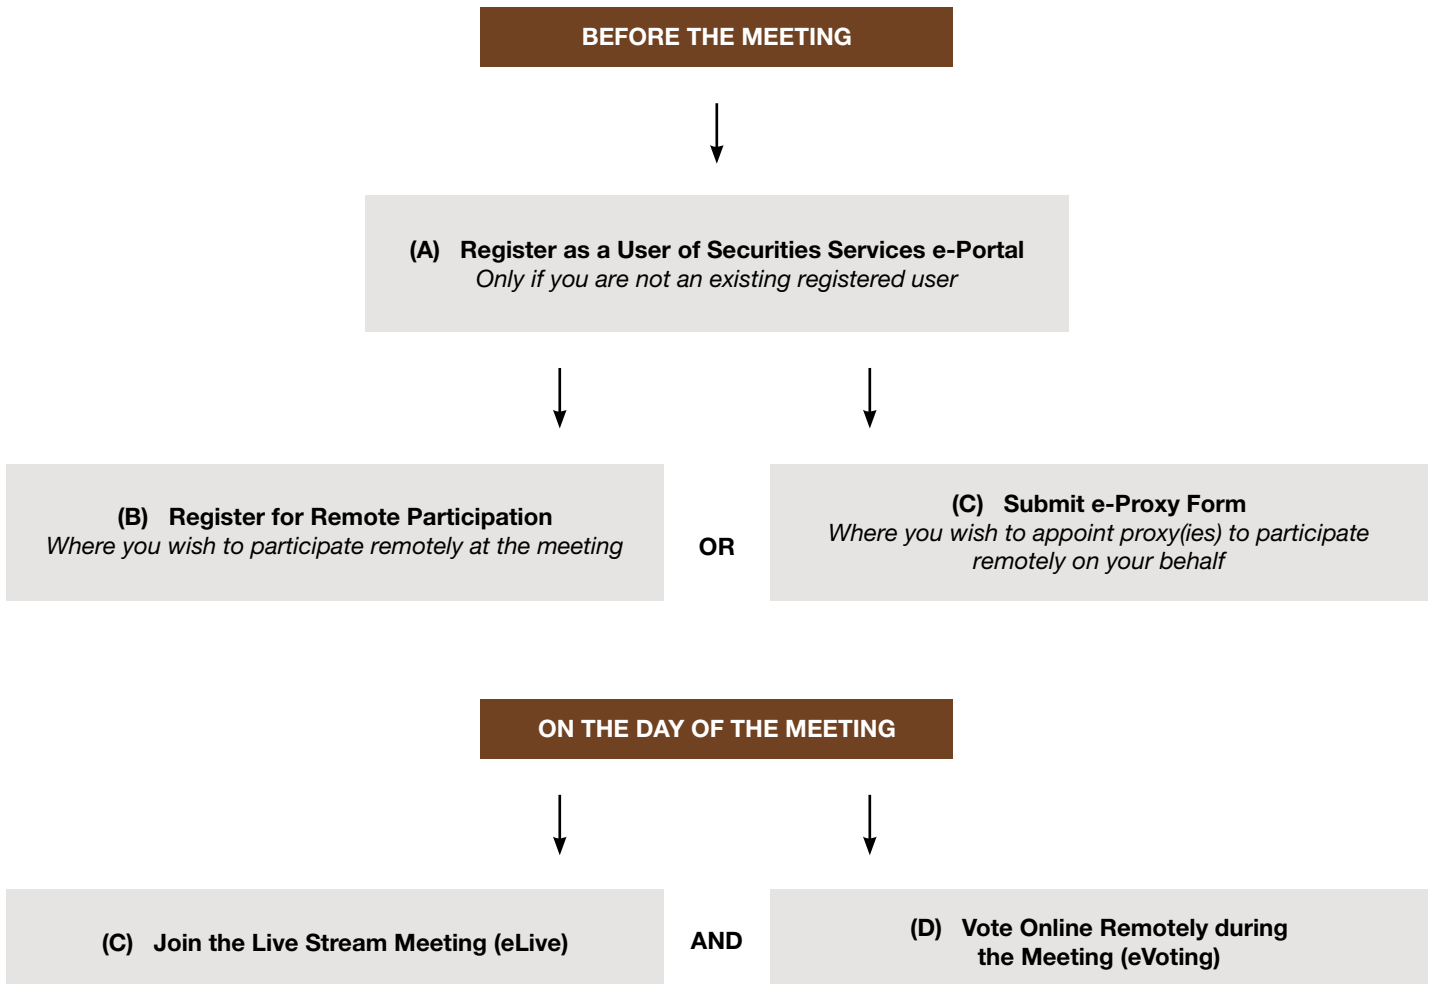 BEFORE THE MEETING
(A) Register as a User of Securities Services e-Portal
Only if you are not an existing registered user
(B) Register for Remote Participation
Where you wish to participate remotely at the meeting
OR
(C) Submit e-Proxy Form
Where you wish to appoint proxy(ies) to participate
remotely on your behalf
ON THE DAY OF THE MEETING
(C) Join the Live Stream Meeting (eLive)
AND
(D) Vote Online Remotely during
the Meeting (eVoting)